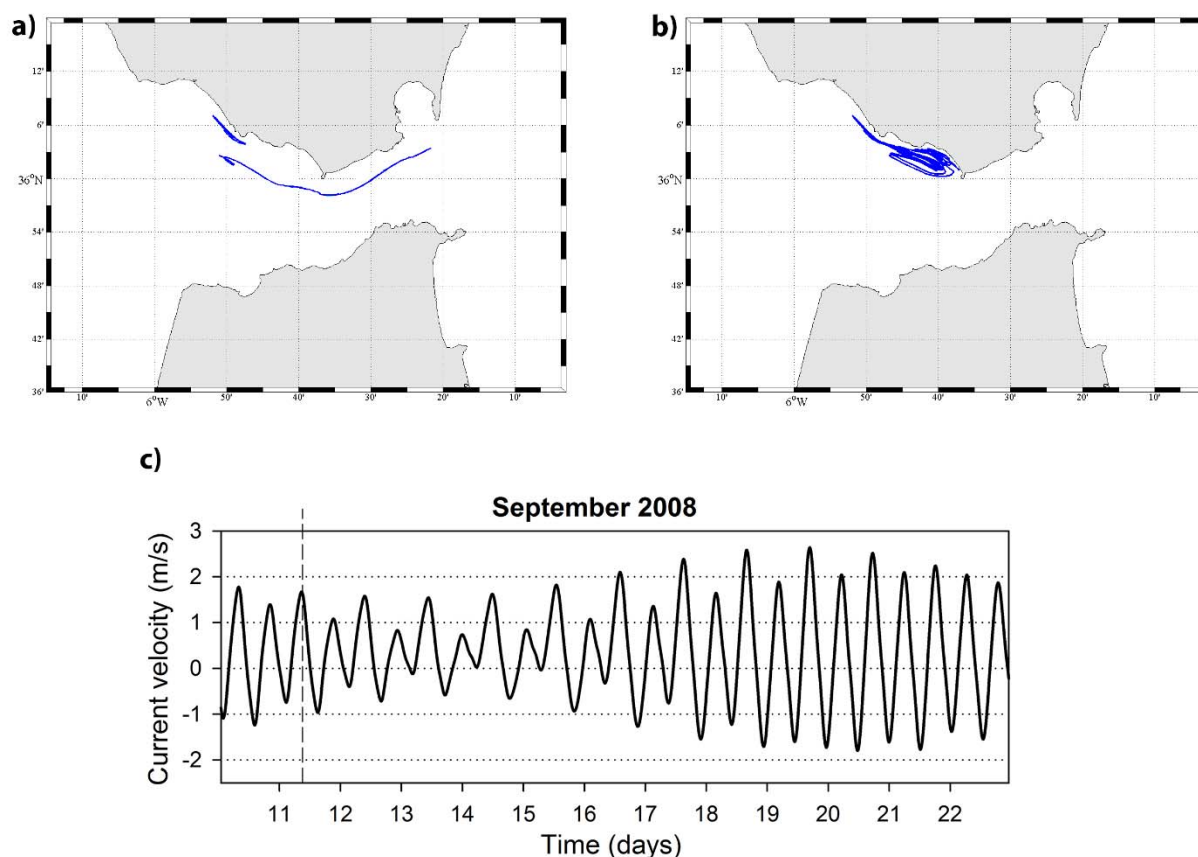 a)
12'
6'
36°N
54'
48'
42'
36'
6°W
50'
40'
30'
20'
10'
b)
12'
6'
36°N
54'
48'
42'
36'
10'
6°W
50'
40'
30'
20'
10'
c)
September 2008
Current velocity (m/s)
3
2
1
0
-1
-2
11 12 13 14 15 16 17 18 19 20 21 22
Time (days)